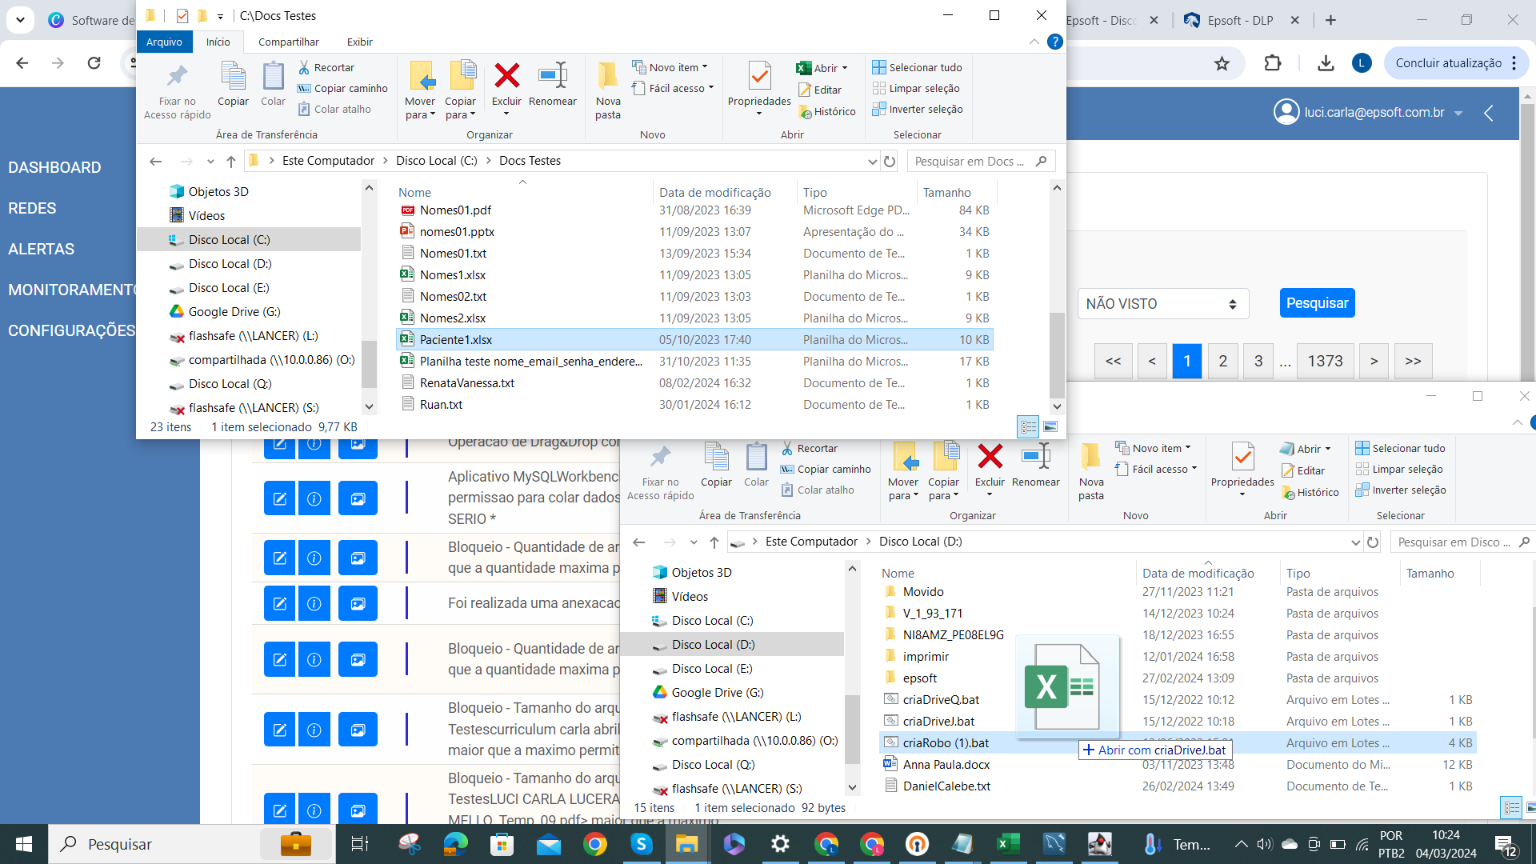 Software de
C:\Docs Testes
Epsoft - Disc
Epsoft - DLP
Arquivo
Início
Compartilhar
Exibir
Concluir atualização
L
Fixar no
Acesso rápido
Copiar
Colar
Recortar
Copiar caminho
Colar atalho
Área de Transferência
Mover
para
Copiar
para
Excluir
Renomear
Organizar
Nova
pasta
Novo item
Fácil acesso
Novo
Propriedades
Abrir
Editar
Histórico
Abrir
Selecionar tudo
Limpar seleção
Inverter seleção
Selecionar
luci.carla@epsoft.com.br
DASHBOARD
REDES
ALERTAS
MONITORAMENTO
CONFIGURAÇÕES
Este Computador
Disco Local (C:)
Docs Testes
Pesquisar em Docs ...
Objetos 3D
Vídeos
Disco Local (C:)
Disco Local (D:)
Disco Local (E:)
Google Drive (G:)
flashsafe (\\LANCER) (L:)
compartilhada (\\10.0.0.86) (O:)
Disco Local (Q:)
flashsafe (\\LANCER) (S:)
Nome Data de modificação Tipo Tamanho
Nomes01.pdf 31/08/2023 16:39 Microsoft Edge PD... 84 KB
nomes01.pptx 11/09/2023 13:07 Apresentação do ... 34 KB
Nomes01.txt 13/09/2023 15:34 Documento de Te... 1 KB
Nomes1.xlsx 11/09/2023 13:05 Planilha do Micros... 9 KB
Nomes02.txt 11/09/2023 13:03 Documento de Te... 1 KB
Nomes2.xlsx 11/09/2023 13:05 Planilha do Micros... 9 KB
Paciente1.xlsx 05/10/2023 17:40 Planilha do Micros... 10 KB
Planilha teste nome_email_senha_endere... 31/10/2023 11:35 Planilha do Micros... 17 KB
RenataVanessa.txt 08/02/2024 16:32 Documento de Te... 1 KB
Ruan.txt 30/01/2024 16:12 Documento de Te... 1 KB
23 itens 1 item selecionado 9,77 KB
NÃO VISTO
Pesquisar
<< < 1 2 3 ... 1373 > >>
Operacao de Drag&Drop cor
Aplicativo MySQLWorkbenc
permissao para colar dados
SERIO *
Bloqueio - Quantidade de ar
que a quantidade maxima p
Foi realizada uma anexacao
Bloqueio - Quantidade de ar
que a quantidade maxima p
Bloqueio - Tamanho do arqu
Testecurriculum carla abril
maior que a maximo permit
Bloqueio - Tamanho do arqu
TestesLUCI CARLA LUCERA
MELLO_Temp_09.pdf> maior que a maximo
Fixar no
Acesso rápido
Copiar
Colar
Recortar
Copiar caminho
Colar atalho
Área de Transferência
Mover
para
Copiar
para
Excluir
Renomear
Organizar
Nova
pasta
Novo item
Fácil acesso
Novo
Propriedades
Abrir
Editar
Histórico
Abrir
Selecionar tudo
Limpar seleção
Inverter seleção
Selecionar
Este Computador
Disco Local (D:)
Pesquisar em Disco ...
Objetos 3D
Vídeos
Disco Local (C:)
Disco Local (D:)
Disco Local (E:)
Google Drive (G:)
flashsafe (\\LANCER) (L:)
compartilhada (\\10.0.0.86) (O:)
Disco Local (Q:)
flashsafe (\\LANCER) (S:)
Nome Data de modificação Tipo Tamanho
Movido 27/11/2023 11:21 Pasta de arquivos
V_1_93_171 14/12/2023 10:24 Pasta de arquivos
NI8AMZ_PE08EL9G 18/12/2023 16:55 Pasta de arquivos
imprimir 12/01/2024 16:58 Pasta de arquivos
epsoft 27/02/2024 13:09 Pasta de arquivos
criaDriveQ.bat 15/12/2022 10:12 Arquivo em Lotes ... 1 KB
criaDriveJ.bat 15/12/2022 10:18 Arquivo em Lotes ... 1 KB
criaRobo (1).bat Arquivo em Lotes ... 4 KB
Abrir com criaDriveJ.bat
Anna Paula.docx 03/11/2023 13:48 Documento do Mi... 12 KB
DanielCalebe.txt 26/02/2024 13:49 Documento de Te... 1 KB
15 itens 1 item selecionado 92 bytes
Pesquisar
Tem...
POR
PTB2
10:24
04/03/2024
12